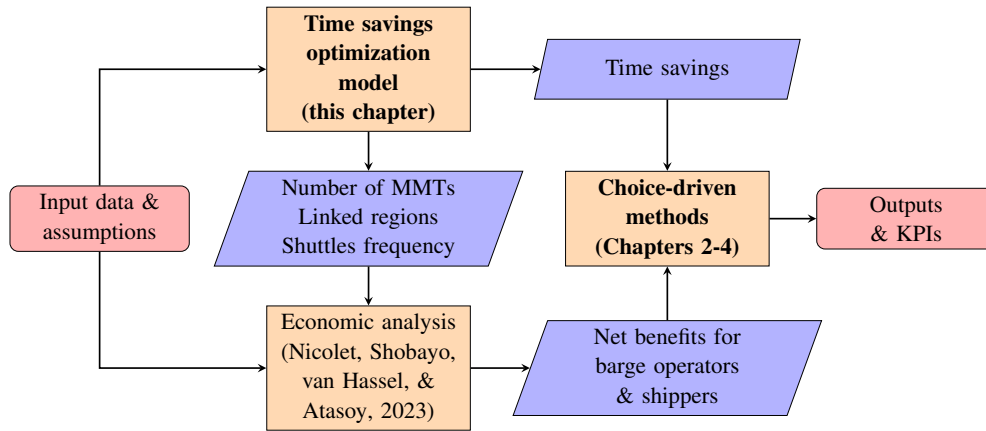 Time savings
optimization
model
(this chapter)
Time savings
Input data &
assumptions
Number of MMTs
Linked regions
Shuttles frequency
Choice-driven
methods
(Chapters 2-4)
Outputs
& KPIs
Economic analysis
(Nicolet, Shobayo,
van Hassel, &
Atasoy, 2023)
Net benefits for
barge operators
& shippers